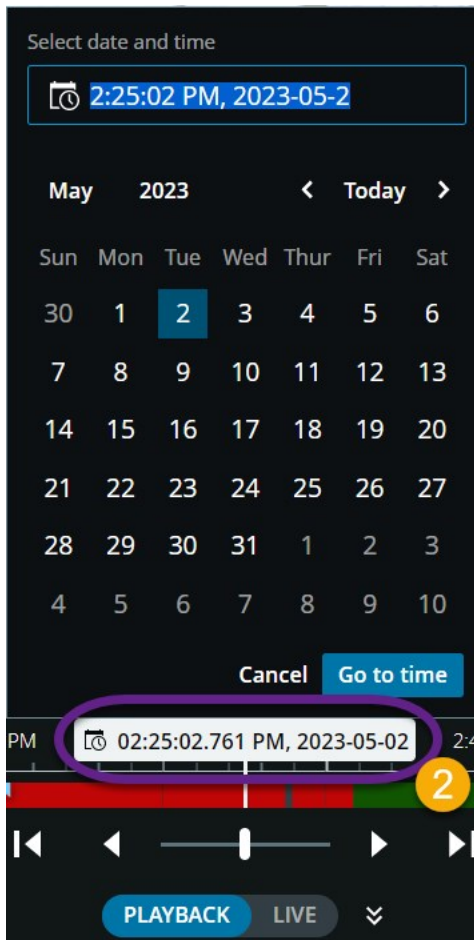 Select date and time
2:25:02 PM, 2023-05-2
May 2023 Today
Sun Mon Tue Wed Thur Fri Sat
30 1 2 3 4 5 6
7 8 9 10 11 12 13
14 15 16 17 18 19 20
21 22 23 24 25 26 27
28 29 30 31 1 2 3
4 5 6 7 8 9 10
Cancel Go to time
PM 02:25:02.761 PM, 2023-05-02
2
PLAYBACK LIVE